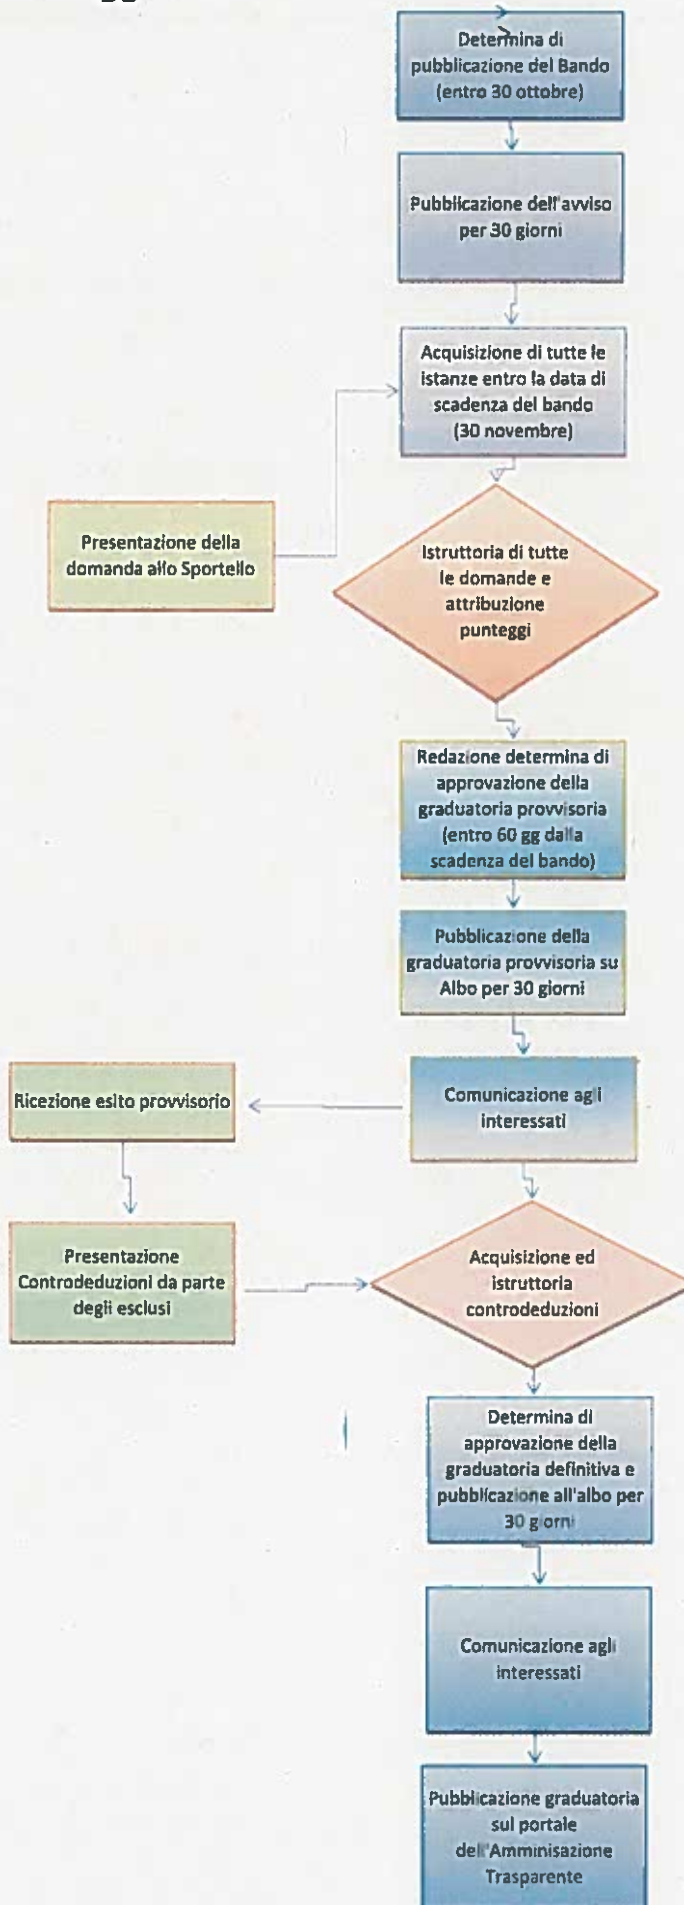 Determina di
pubblicazione del Bando
(entro 30 ottobre)
Pubblicazione dell'avviso
per 30 giorni
Acquisizione di tutte le
istanze entro la data di
scadenza del bando
(30 novembre)
Presentazione della
domanda allo Sportello
Istruttoria di tutte
le domande e
attribuzione
punteggi
Redazione determina di
approvazione della
graduatoria provvisoria
(entro 60 gg dalla
scadenza del bando)
Pubblicazione della
graduatoria provvisoria su
Albo per 30 giorni
Ricezione esito provvisorio
Comunicazione agli
interessati
Presentazione
Controdeduzioni da parte
degli esclusi
Acquisizione ed
istruttoria
controdeduzioni
Determina di
approvazione della
graduatoria definitiva e
pubblicazione all'albo per
30 giorni
Comunicazione agli
interessati
Pubblicazione graduatoria
sul portale
dell'Amminisazione
Trasparente